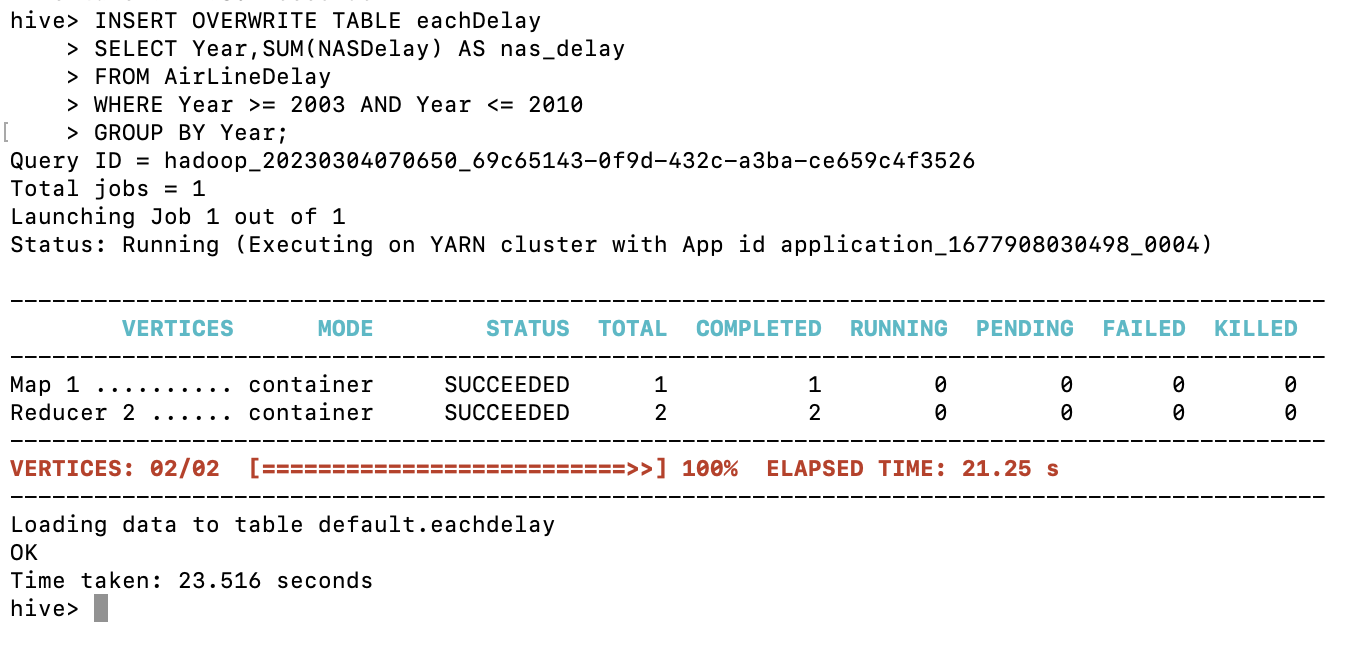 hive> INSERT OVERWRITE TABLE eachDelay
    > SELECT Year,SUM(NASDelay) AS nas_delay
    > FROM AirLineDelay
    > WHERE Year >= 2003 AND Year <= 2010
[    > GROUP BY Year;
Query ID = hadoop_20230304070650_69c65143-0f9d-432c-a3ba-ce659c4f3526
Total jobs = 1
Launching Job 1 out of 1
Status: Running (Executing on YARN cluster with App id application_1677908030498_0004)

----------------------------------------------------------------------------------------------
        VERTICES      MODE        STATUS  TOTAL  COMPLETED  RUNNING  PENDING  FAILED  KILLED
----------------------------------------------------------------------------------------------
Map 1 .......... container     SUCCEEDED      1          1        0        0       0       0
Reducer 2 ...... container     SUCCEEDED      2          2        0        0       0       0
----------------------------------------------------------------------------------------------
VERTICES: 02/02  [==========================>>] 100%  ELAPSED TIME: 21.25 s
----------------------------------------------------------------------------------------------
Loading data to table default.eachdelay
OK
Time taken: 23.516 seconds
hive>